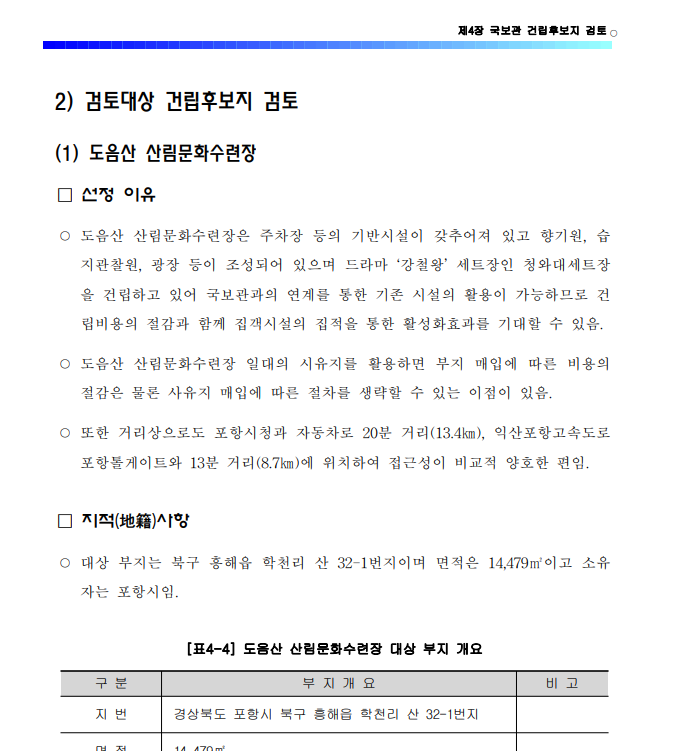 제4장 국보관 건립후보지 검토○
2) 검토대상 건립후보지 검토
(1) 도음산 산림문화수련장
□ 선정 이유
○ 도음산 산림문화수련장은 주차장 등의 기반시설이 갖추어져 있고 향기원, 습
지관찰원, 광장 등이 조성되어 있으며 드라마 ‘강철왕’ 세트장인 청와대세트장
을 건립하고 있어 국보관과의 연계를 통한 기존 시설의 활용이 가능하므로 건
립비용의 절감과 함께 집객시설의 집적을 통한 활성화효과를 기대할 수 있음.
○ 도음산 산림문화수련장 일대의 시유지를 활용하면 부지 매입에 따른 비용의
절감은 물론 사유지 매입에 따른 절차를 생략할 수 있는 이점이 있음.
○ 또한 거리상으로도 포항시청과 자동차로 20분 거리(13.4㎞), 익산포항고속도로
포항톨게이트와 13분 거리(8.7㎞)에 위치하여 접근성이 비교적 양호한 편임.
□ 지적(地籍)사항
○ 대상 부지는 북구 흥해읍 학천리 산 32-1번지이며 면적은 14,479㎡이고 소유
자는 포항시임.
[표4-4] 도음산 산림문화수련장 대상 부지 개요
구 분 부 지 개 요 비 고
지 번 경상북도 포항시 북구 흥해읍 학천리 산 32-1번지
면 적 14,479㎡